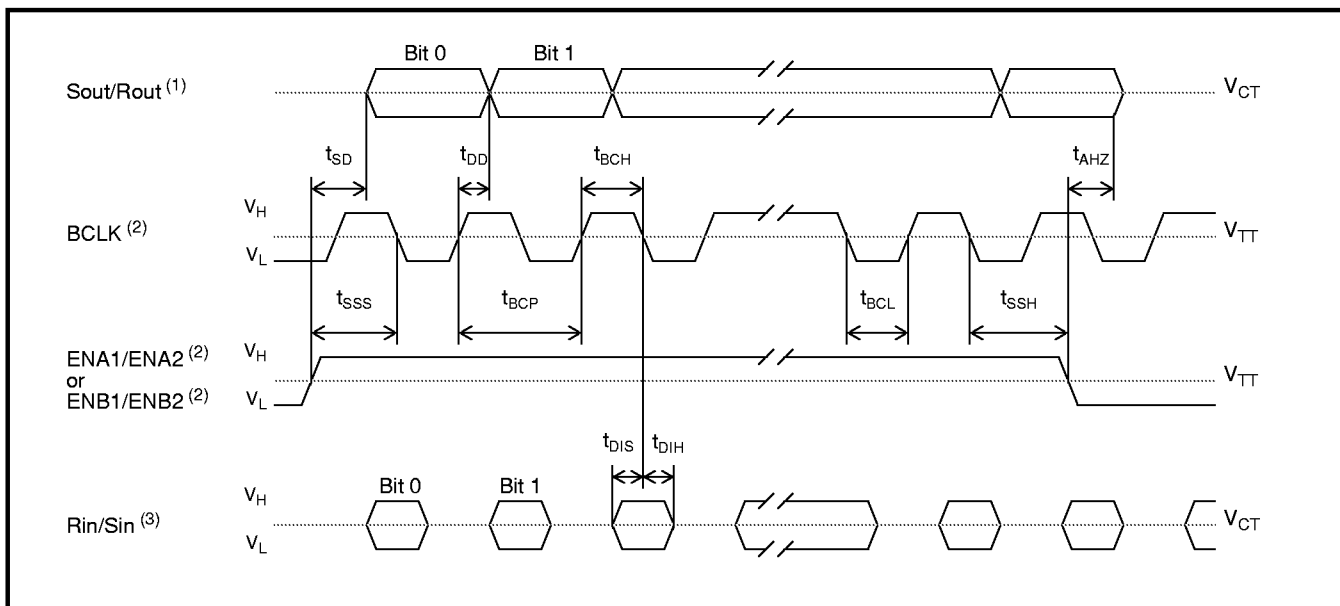 Bit 0 Bit 1
Sout/Rout (1) VCT
tSD tDD tBCH tAHZ
VH
BCLK (2) VTT
VL
tSSS tBCP tBCL tSSH
ENA1/ENA2 (2) VH
or VTT
ENB1/ENB2 (2) VL
tDIS tDIH
VH Bit 0 Bit 1
Rin/Sin (3) VCT
VL